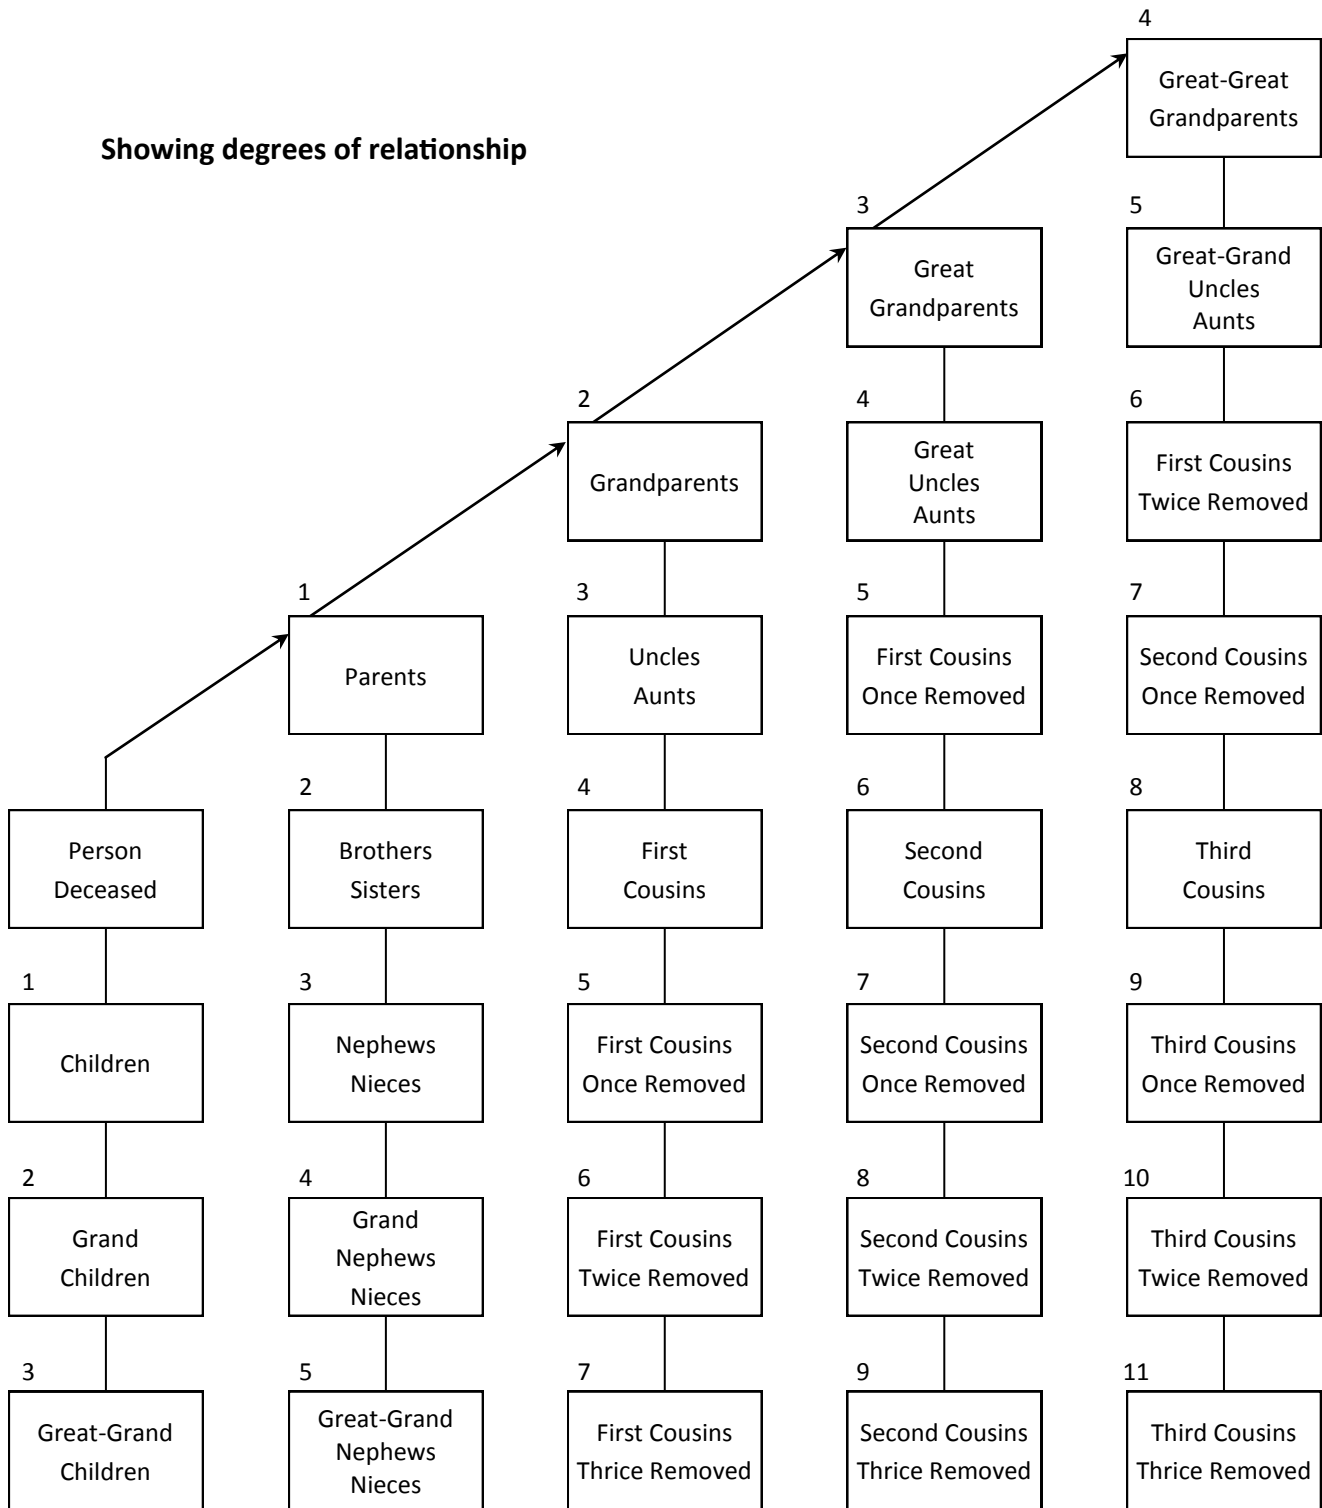 4
Great-Great
Grandparents
Showing degrees of relationship
3
Great
Grandparents
5
Great-Grand
Uncles
Aunts
2
Grandparents
4
Great
Uncles
Aunts
6
First Cousins
Twice Removed
1
Parents
3
Uncles
Aunts
5
First Cousins
Once Removed
7
Second Cousins
Once Removed
Person
Deceased
2
Brothers
Sisters
4
First
Cousins
6
Second
Cousins
8
Third
Cousins
1
Children
3
Nephews
Nieces
5
First Cousins
Once Removed
7
Second Cousins
Once Removed
9
Third Cousins
Once Removed
2
Grand
Children
4
Grand
Nephews
Nieces
6
First Cousins
Twice Removed
8
Second Cousins
Twice Removed
10
Third Cousins
Twice Removed
3
Great-Grand
Children
5
Great-Grand
Nephews
Nieces
7
First Cousins
Thrice Removed
9
Second Cousins
Thrice Removed
11
Third Cousins
Thrice Removed